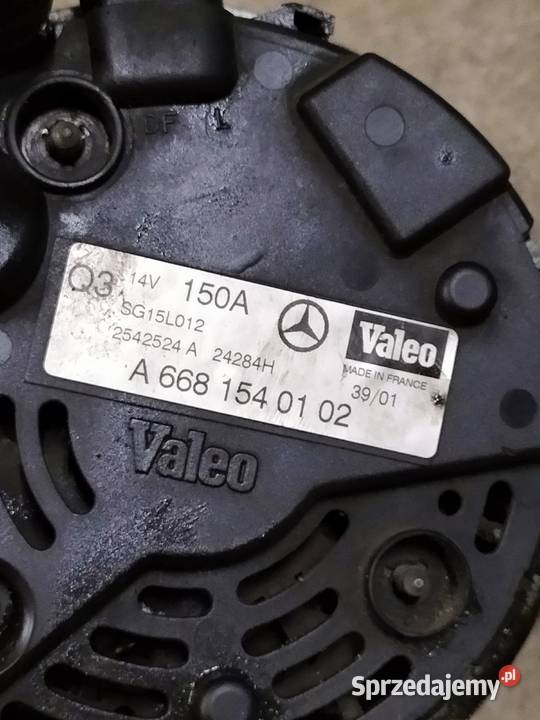 DF L
Q3 14V 150A
SG15L012
2542524 A 24284H
A 668 154 01 02
Valeo
MADE IN FRANCE
39/01
Valeo
Sprzedajemy.pl